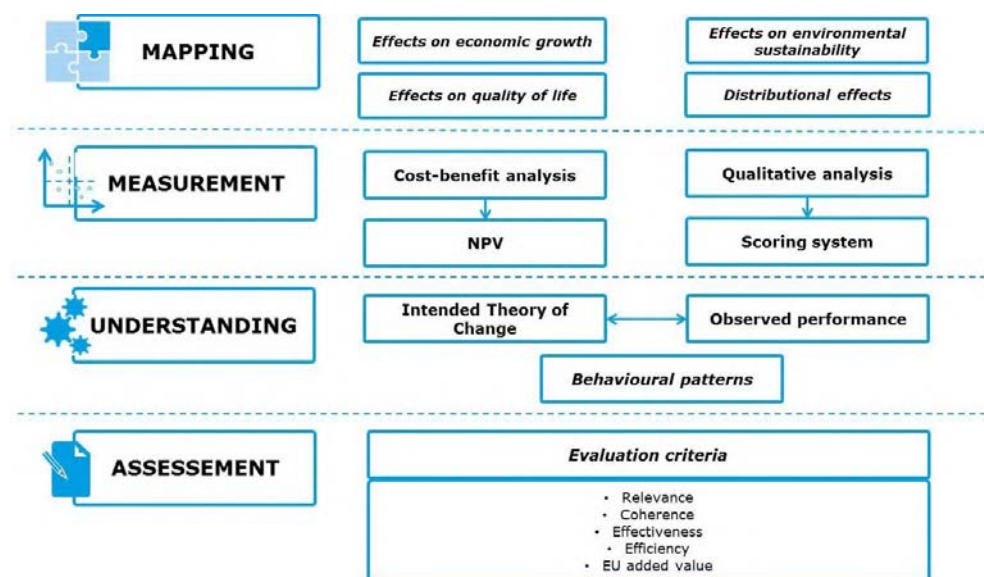 MAPPING
Effects on economic growth
Effects on environmental
sustainability
Effects on quality of life
Distributional effects
MEASUREMENT
Cost-benefit analysis
Qualitative analysis
NPV
Scoring system
UNDERSTANDING
Intended Theory of
Change
Observed performance
Behavioural patterns
ASSESSEMENT
Evaluation criteria
• Relevance
• Coherence
• Effectiveness
• Efficiency
• EU added value